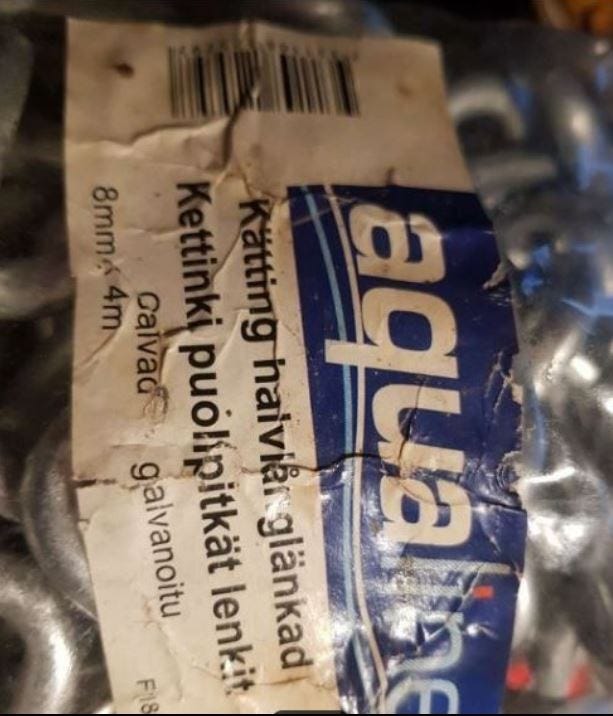 aqualine
Kätting halvlånglänkad
Kettinki puolipitkät lenkit
Galvad galvanoitu
8mm 4m